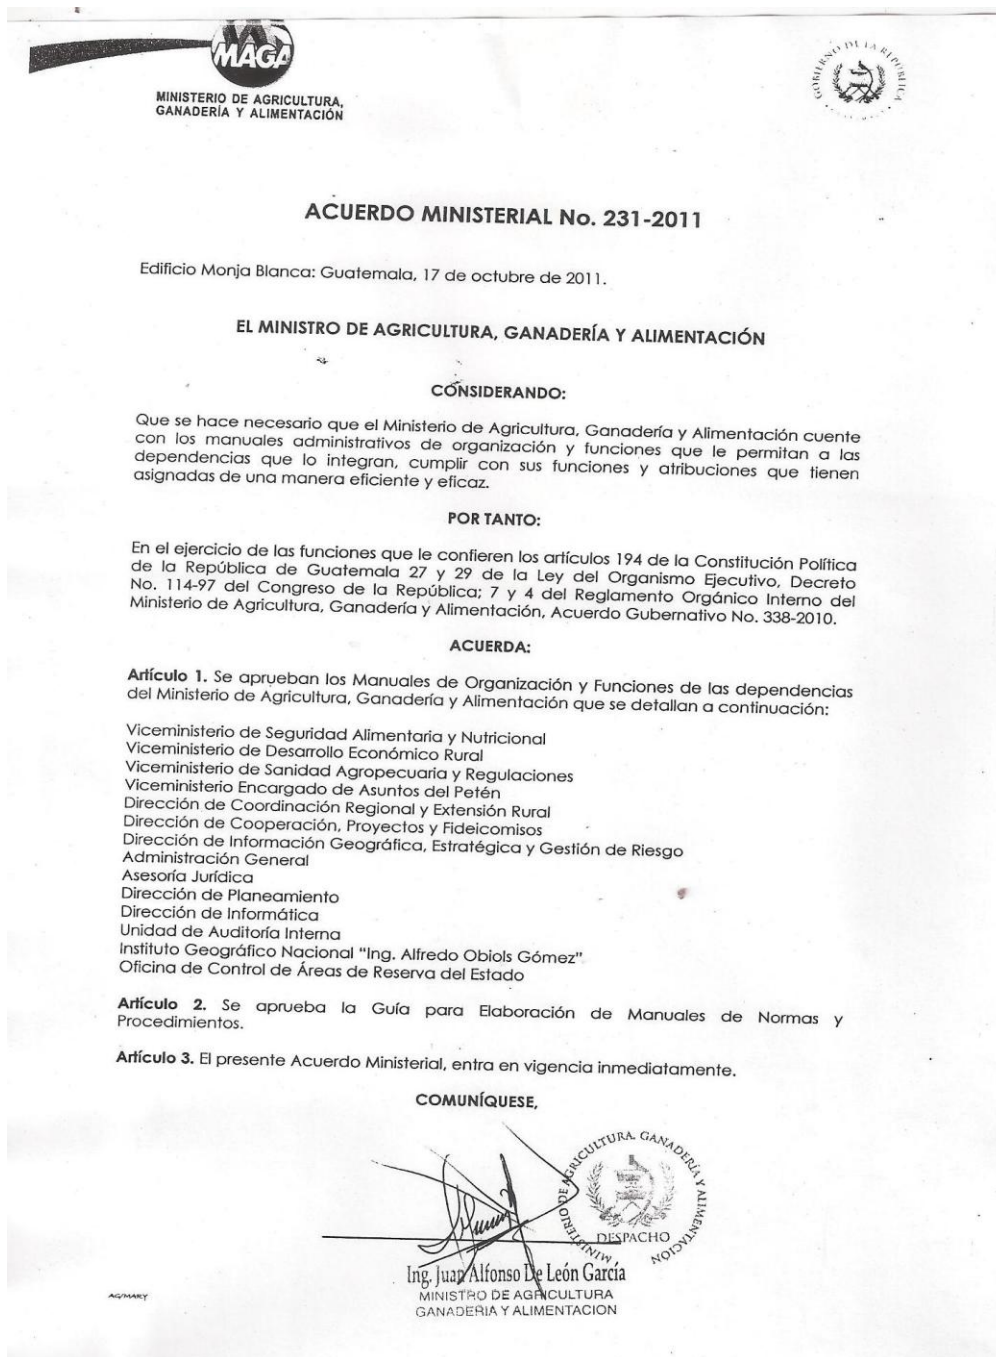 MAGA
MINISTERIO DE AGRICULTURA,
GANADERÍA Y ALIMENTACIÓN
GOBIERNO DE LA REPÚBLICA
ACUERDO MINISTERIAL No. 231-2011
Edificio Monja Blanca: Guatemala, 17 de octubre de 2011.
EL MINISTRO DE AGRICULTURA, GANADERÍA Y ALIMENTACIÓN
CONSIDERANDO:
Que se hace necesario que el Ministerio de Agricultura, Ganadería y Alimentación cuente
con los manuales administrativos de organización y funciones que le permitan a las
dependencias que lo integran, cumplir con sus funciones y atribuciones que tienen
asignadas de una manera eficiente y eficaz.
POR TANTO:
En el ejercicio de las funciones que le confieren los artículos 194 de la Constitución Política
de la República de Guatemala 27 y 29 de la Ley del Organismo Ejecutivo, Decreto
No. 114-97 del Congreso de la República; 7 y 4 del Reglamento Orgánico Interno del
Ministerio de Agricultura, Ganadería y Alimentación, Acuerdo Gubernativo No. 338-2010.
ACUERDA:
Artículo 1. Se aprueban los Manuales de Organización y Funciones de las dependencias
del Ministerio de Agricultura, Ganadería y Alimentación que se detallan a continuación:
Viceministerio de Seguridad Alimentaria y Nutricional
Viceministerio de Desarrollo Económico Rural
Viceministerio de Sanidad Agropecuaria y Regulaciones
Viceministerio Encargado de Asuntos del Petén
Dirección de Coordinación Regional y Extensión Rural
Dirección de Cooperación, Proyectos y Fideicomisos
Dirección de Información Geográfica, Estratégica y Gestión de Riesgo
Administración General
Asesoría Jurídica
Dirección de Planeamiento
Dirección de Informática
Unidad de Auditoría Interna
Instituto Geográfico Nacional "Ing. Alfredo Obiols Gómez"
Oficina de Control de Áreas de Reserva del Estado
Artículo 2. Se aprueba la Guía para Elaboración de Manuales de Normas y
Procedimientos.
Artículo 3. El presente Acuerdo Ministerial, entra en vigencia inmediatamente.
COMUNÍQUESE,
MINISTERIO DE AGRICULTURA. GANADERÍA Y ALIMENTACION
DESPACHO
Ing. Juan Alfonso De León García
MINISTRO DE AGRICULTURA
GANADERIA Y ALIMENTACION
AG/MARY